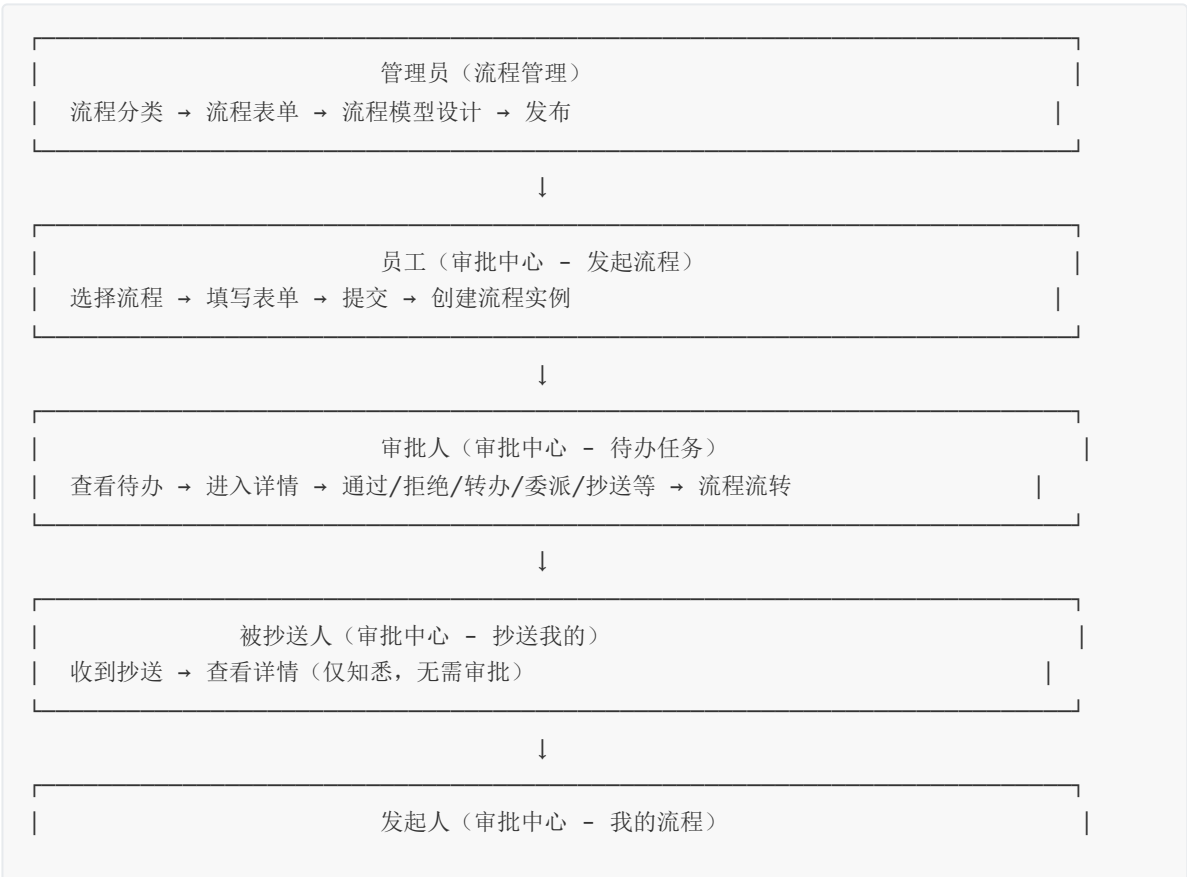 管理员（流程管理）
流程分类 → 流程表单 → 流程模型设计 → 发布
↓
员工（审批中心 - 发起流程）
选择流程 → 填写表单 → 提交 → 创建流程实例
↓
审批人（审批中心 - 待办任务）
查看待办 → 进入详情 → 通过/拒绝/转办/委派/抄送等 → 流程流转
↓
被抄送人（审批中心 - 抄送我的）
收到抄送 → 查看详情（仅知悉，无需审批）
↓
发起人（审批中心 - 我的流程）